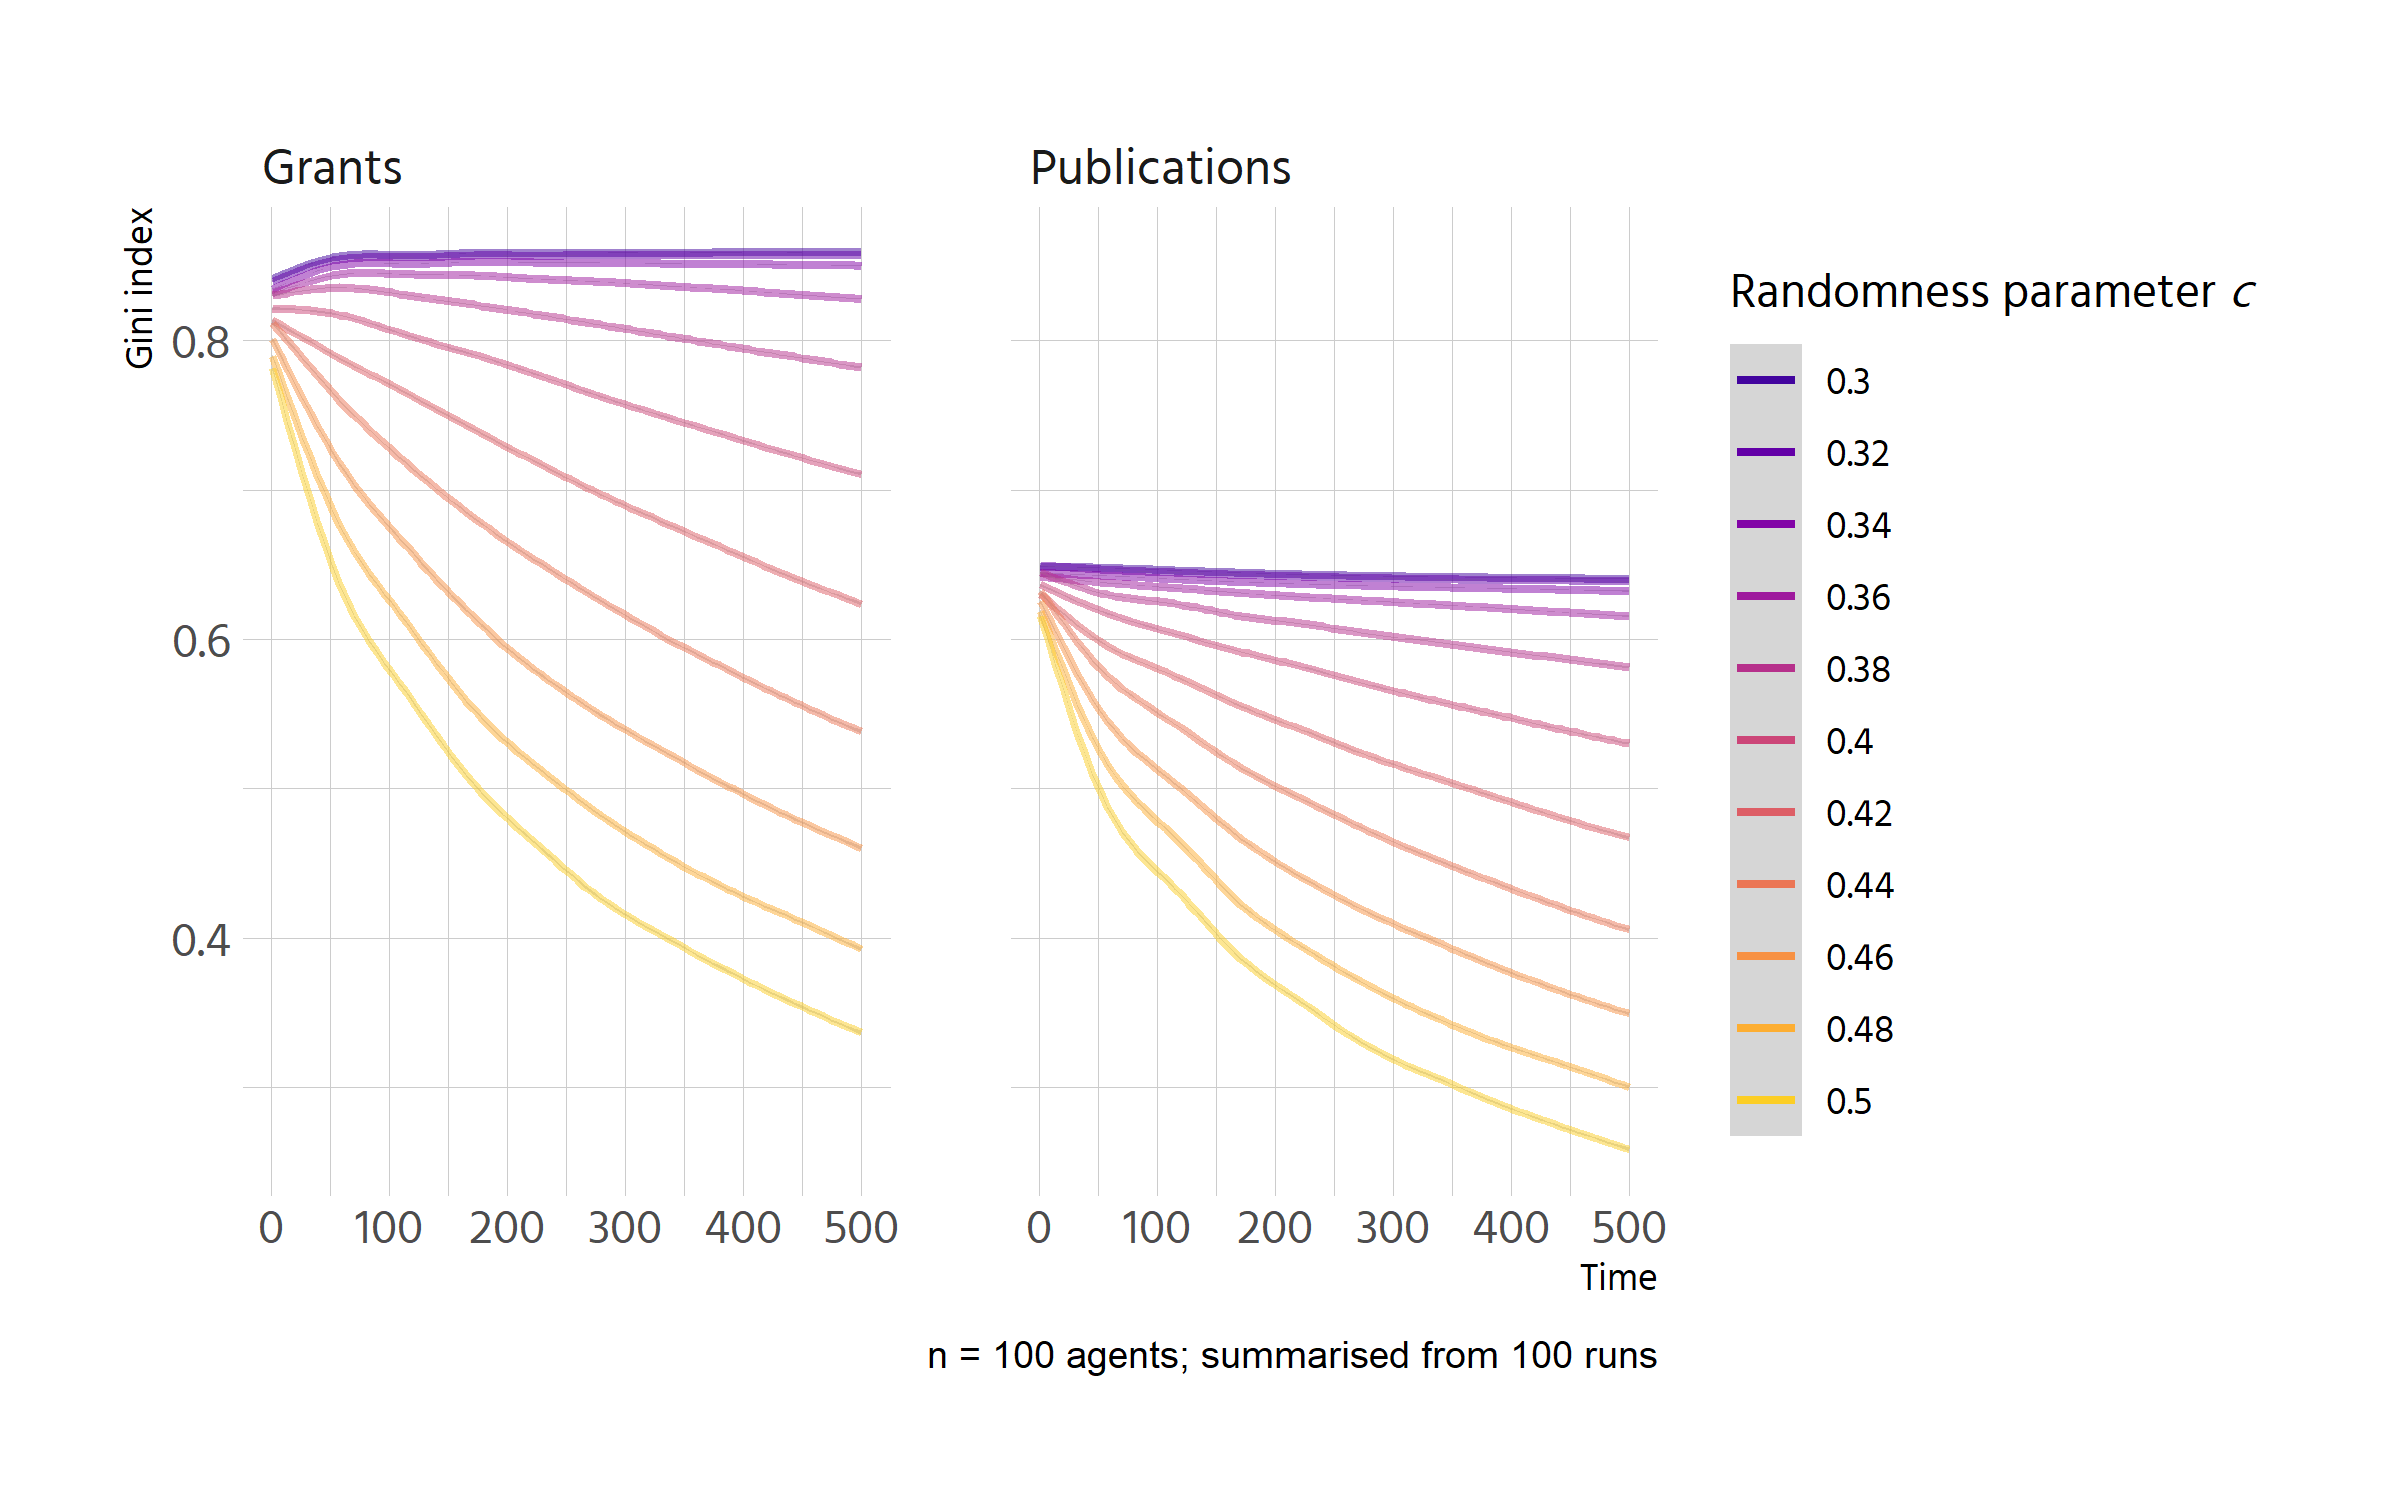 Grants
Publications
Gini index
0.8
0.6
0.4
0 100 200 300 400 500
0 100 200 300 400 500
Time
n = 100 agents; summarised from 100 runs
Randomness parameter c
0.3
0.32
0.34
0.36
0.38
0.4
0.42
0.44
0.46
0.48
0.5